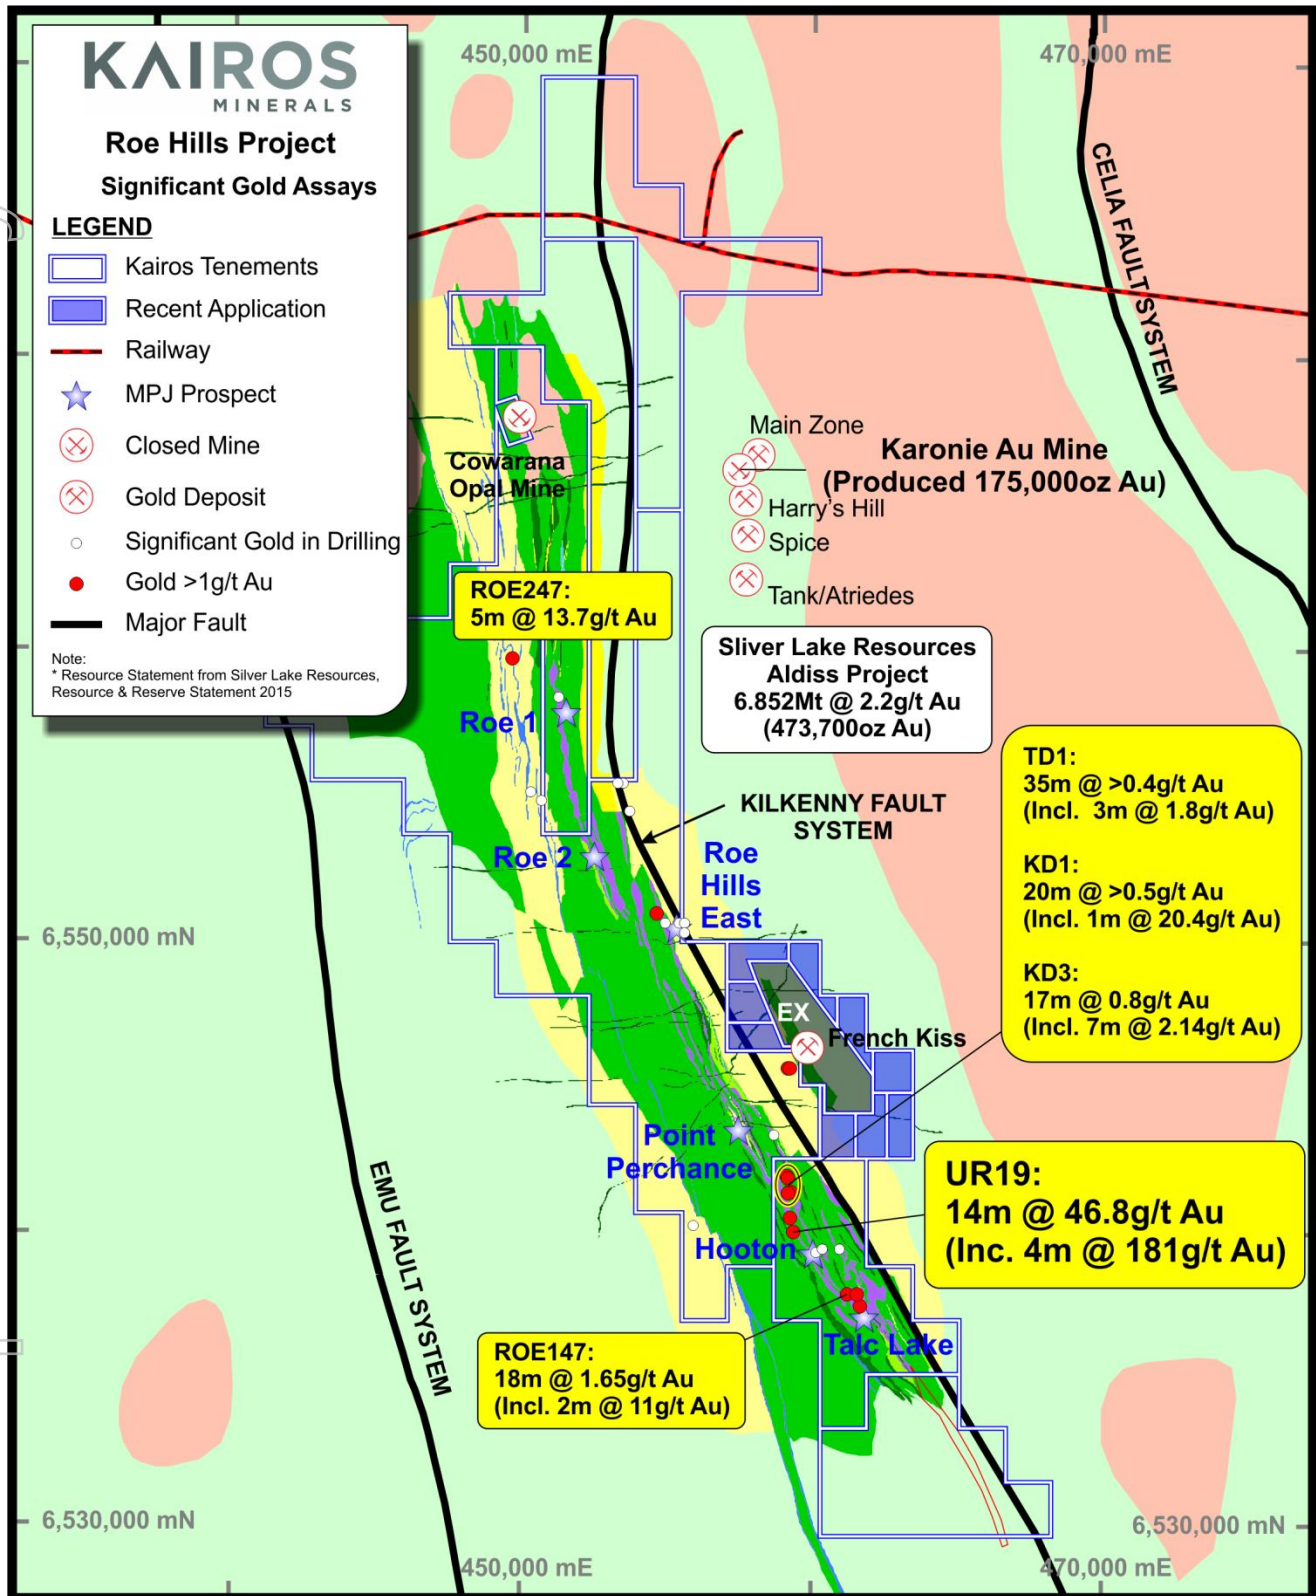 KAIROS
MINERALS
Roe Hills Project
Significant Gold Assays
LEGEND
Kairos Tenements
Recent Application
Railway
MPJ Prospect
Closed Mine
Gold Deposit
Significant Gold in Drilling
Gold >1g/t Au
Major Fault
Note:
* Resource Statement from Silver Lake Resources,
Resource & Reserve Statement 2015
450,000 mE
470,000 mE
CELIA FAULT SYSTEM
Cowarana
Opal Mine
Main Zone
Karonie Au Mine
(Produced 175,000oz Au)
Harry's Hill
Spice
Tank/Atriedes
ROE247:
5m @ 13.7g/t Au
Sliver Lake Resources
Aldiss Project
6.852Mt @ 2.2g/t Au
(473,700oz Au)
Roe 1
TD1:
35m @ >0.4g/t Au
(Incl. 3m @ 1.8g/t Au)
KD1:
20m @ >0.5g/t Au
(Incl. 1m @ 20.4g/t Au)
KD3:
17m @ 0.8g/t Au
(Incl. 7m @ 2.14g/t Au)
KILKENNY FAULT
SYSTEM
Roe 2
Roe
Hills
East
6,550,000 mN
EX
French Kiss
Point
Perchance
UR19:
14m @ 46.8g/t Au
(Inc. 4m @ 181g/t Au)
Hooton
EMU FAULT SYSTEM
Talc Lake
ROE147:
18m @ 1.65g/t Au
(Incl. 2m @ 11g/t Au)
6,530,000 mN
6,530,000 mN
450,000 mE
470,000 mE